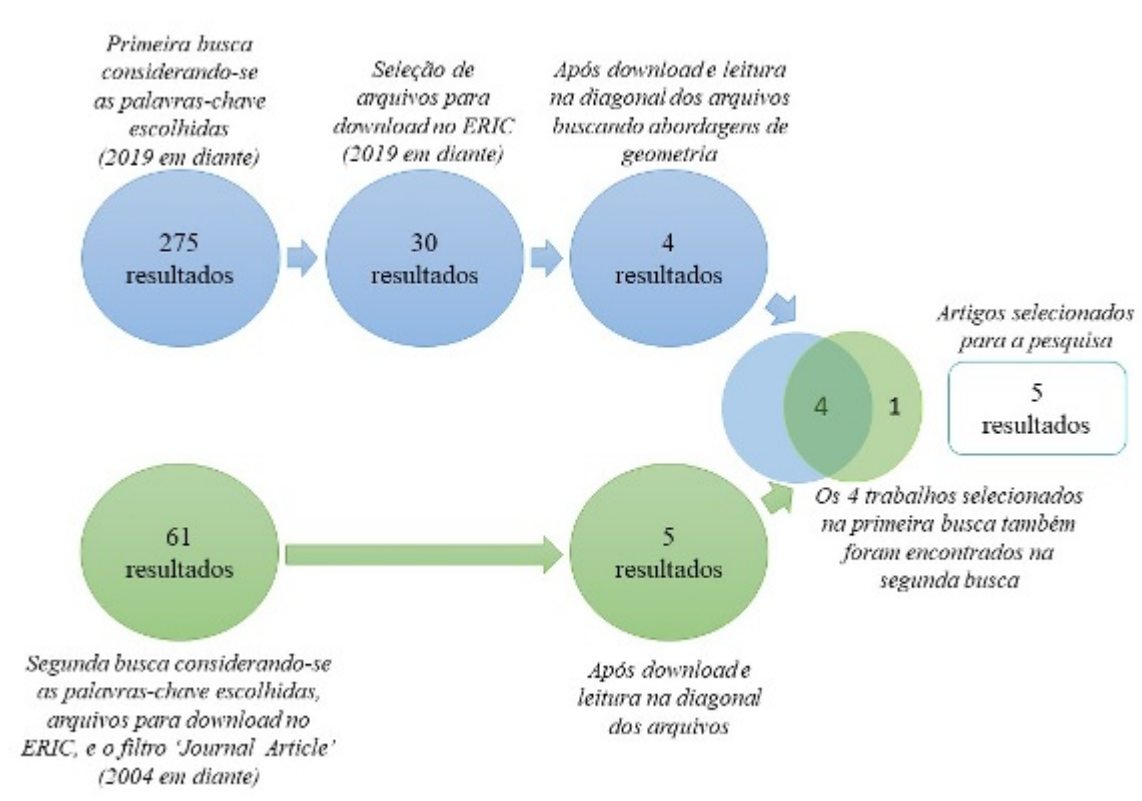 Primeira busca
considerando-se
as palavras-chave
escolhidas
(2019 em diante)
275
resultados
Seleção de
arquivos para
download no ERIC
(2019 em diante)
30
resultados
Após download e leitura
na diagonal dos arquivos
buscando abordagens de
geometria
4
resultados
4
1
Artigos selecionados
para a pesquisa
5
resultados
Os 4 trabalhos selecionados
na primeira busca também
foram encontrados na
segunda busca
61
resultados
Segunda busca considerando-se
as palavras-chave escolhidas,
arquivos para download no
ERIC, e o filtro ‘Journal Article’
(2004 em diante)
5
resultados
Após download e
leitura na diagonal
dos arquivos